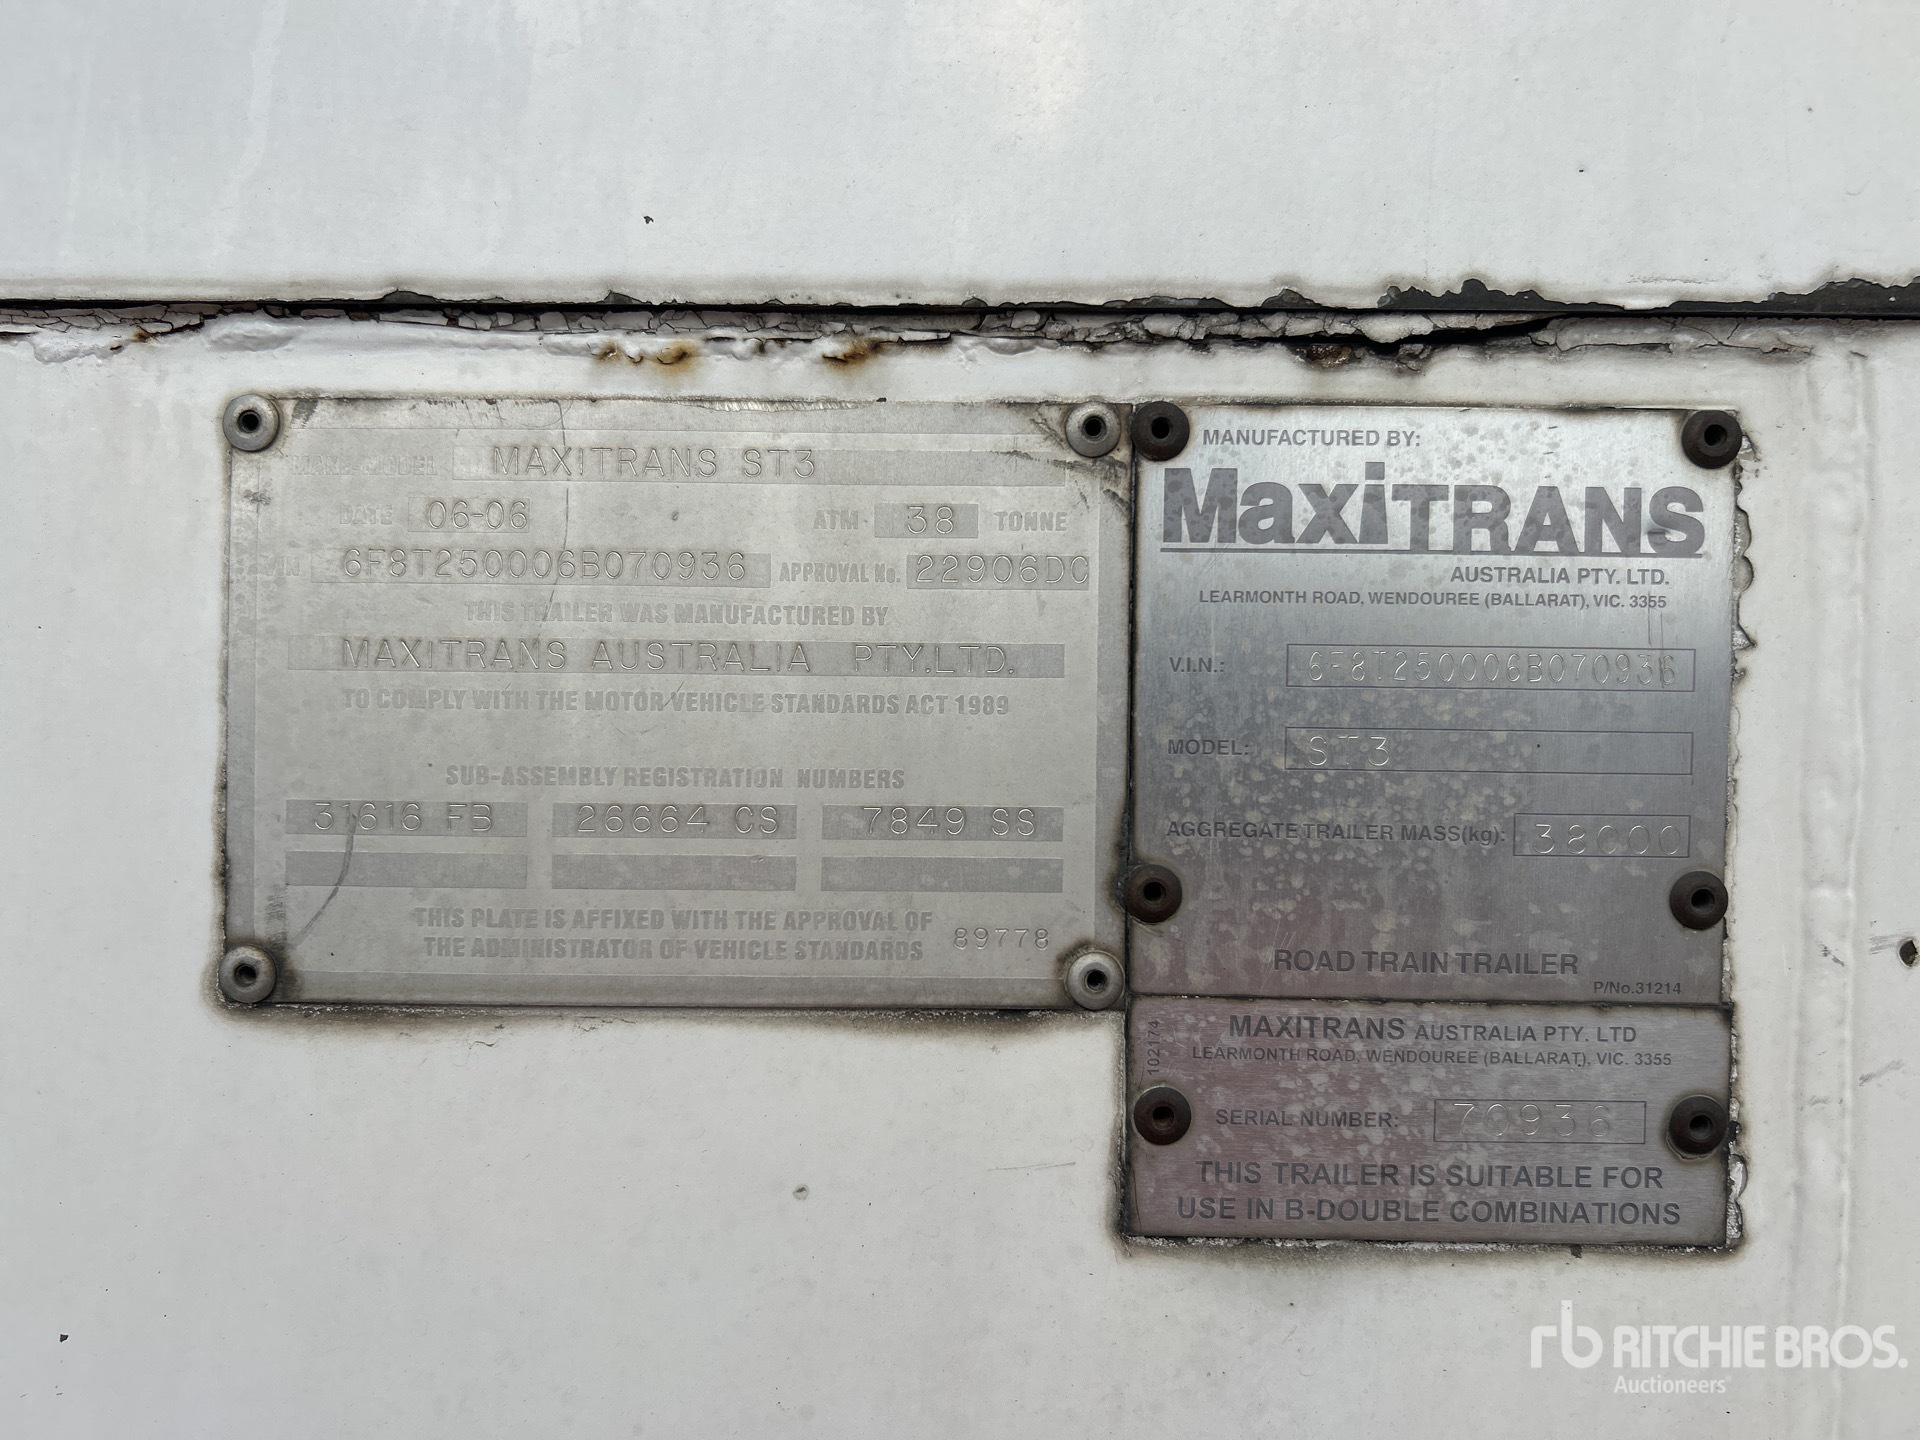 MAKE-MODEL MAXITRANS ST3
DATE 06-06 ATM 38 TONNE
VIN 6F8T250006B070936 APPROVAL No. 22906DC
THIS TRAILER WAS MANUFACTURED BY
MAXITRANS AUSTRALIA PTY.LTD.
TO COMPLY WITH THE MOTOR VEHICLE STANDARDS ACT 1989
SUB-ASSEMBLY REGISTRATION NUMBERS
31616 FB 26664 CS 7849 SS
THIS PLATE IS AFFIXED WITH THE APPROVAL OF
THE ADMINISTRATOR OF VEHICLE STANDARDS 89778
MANUFACTURED BY:
MaxiTRANS
AUSTRALIA PTY. LTD.
LEARMONTH ROAD, WENDOUREE (BALLARAT), VIC. 3355
V.I.N.: 6F8T250006B070936
MODEL: ST3
AGGREGATE TRAILER MASS(kg): 38000
ROAD TRAIN TRAILER
P/No.31214
102174
MAXITRANS AUSTRALIA PTY. LTD
LEARMONTH ROAD, WENDOUREE (BALLARAT), VIC. 3355
SERIAL NUMBER: 70936
THIS TRAILER IS SUITABLE FOR
USE IN B-DOUBLE COMBINATIONS
rb RITCHIE BROS.
Auctioneers